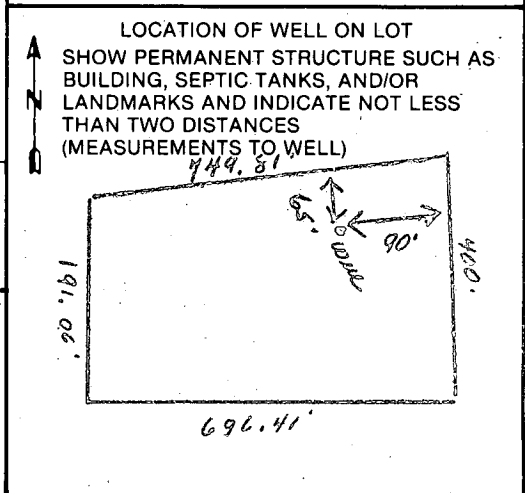 LOCATION OF WELL ON LOT
SHOW PERMANENT STRUCTURE SUCH AS
BUILDING, SEPTIC TANKS, AND/OR
N LANDMARKS AND INDICATE NOT LESS
THAN TWO DISTANCES
(MEASUREMENTS TO WELL)
749.81'
65'
90'
well
400'
191.06'
696.41'